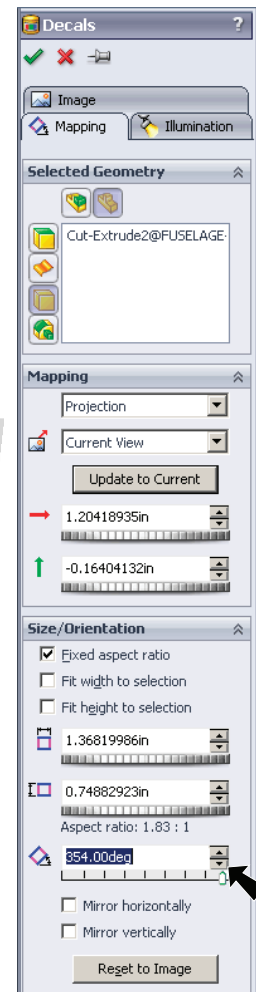 Decals ?
Image
Mapping Illumination
Selected Geometry
Cut-Extrude2@FUSELAGE-
Mapping
Projection
Current View
Update to Current
1.20418935in
-0.16404132in
Size/Orientation
Fixed aspect ratio
Fit width to selection
Fit height to selection
1.36819986in
0.74882923in
Aspect ratio: 1.83 : 1
354.00deg
Mirror horizontally
Mirror vertically
Reset to Image